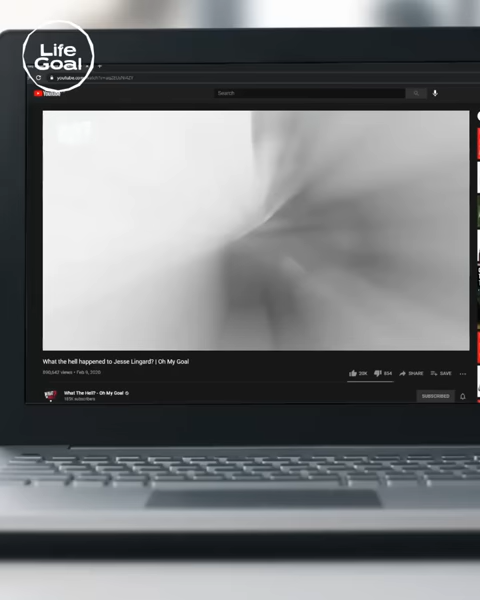 Life
Goal
YouTube
Search
What the hell happened to Jesse Lingard? | Oh My Goal
SHARE
SAVE
What The Hell? - Oh My Goal
SUBSCRIBED